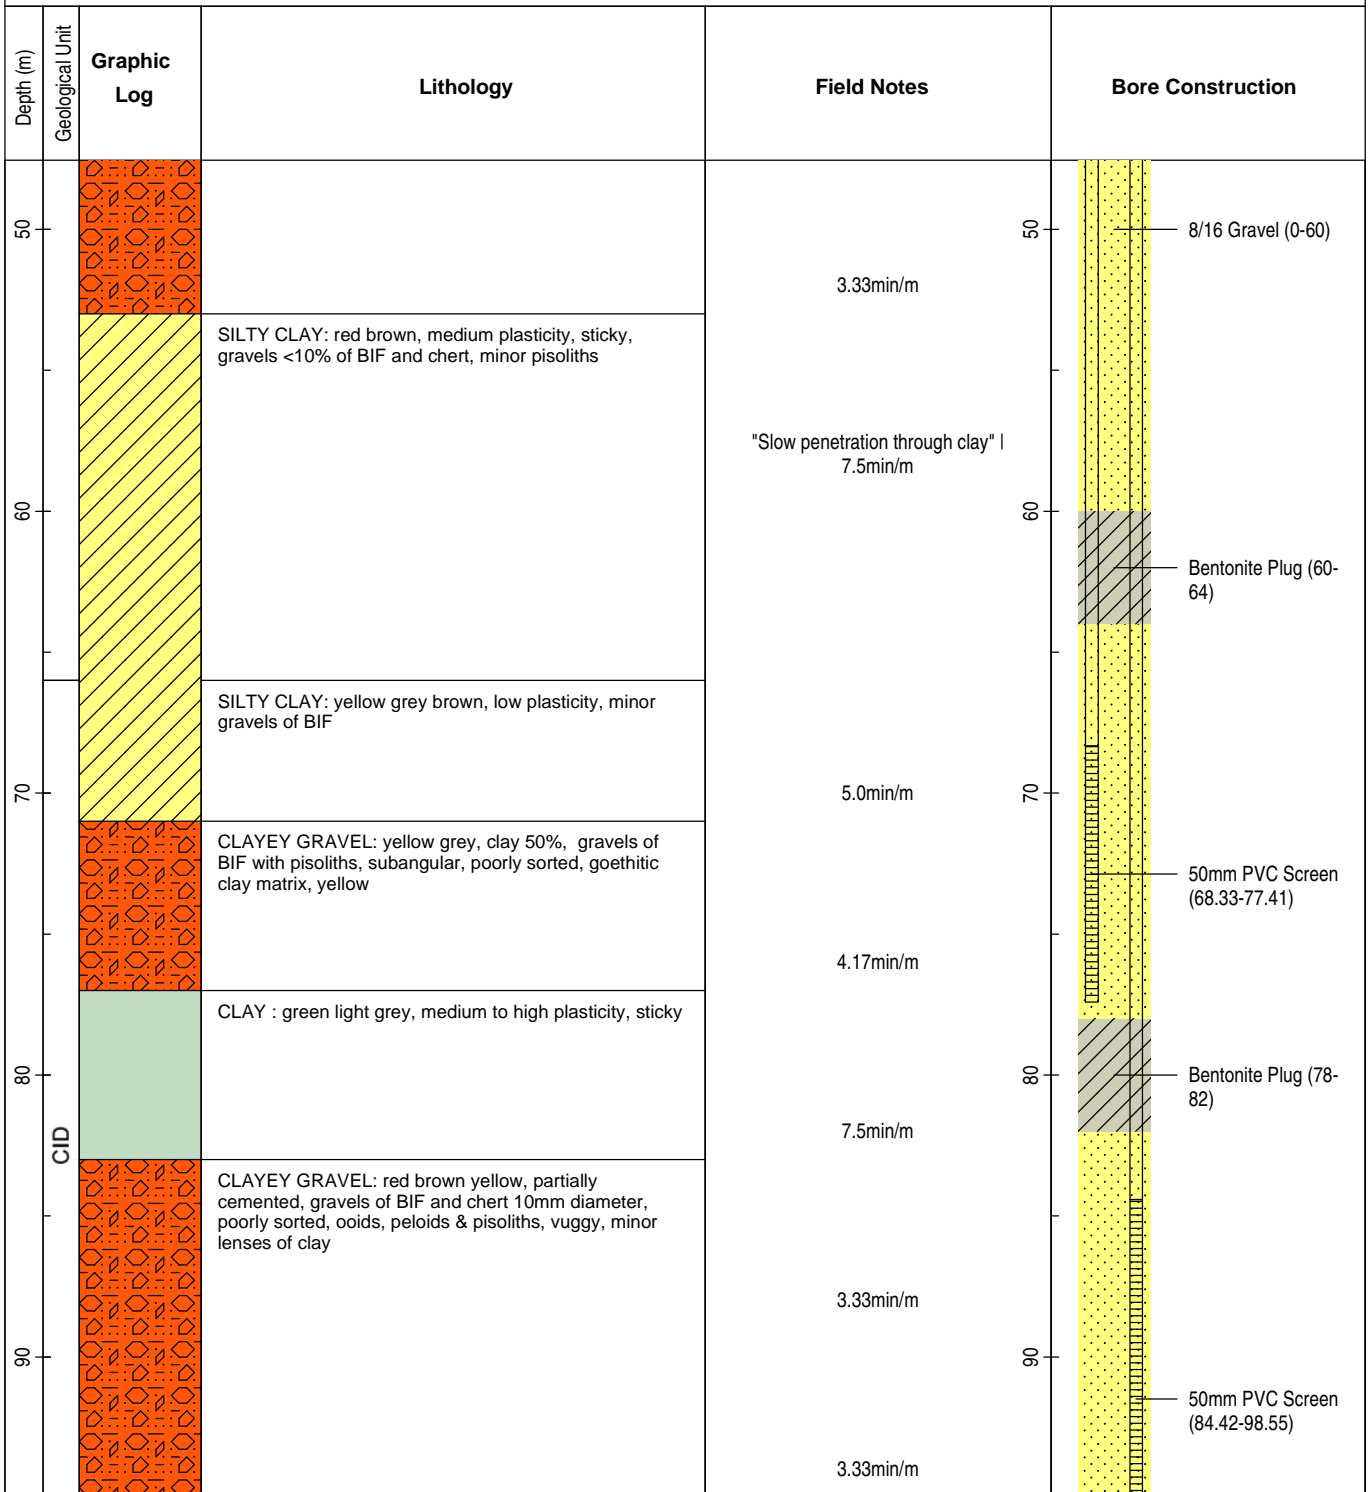 Depth (m)
Geological Unit
Graphic
Log
Lithology
Field Notes
Bore Construction
50
50
8/16 Gravel (0-60)
3.33min/m
SILTY CLAY: red brown, medium plasticity, sticky,
gravels <10% of BIF and chert, minor pisoliths
"Slow penetration through clay" |
7.5min/m
60
60
Bentonite Plug (60-
64)
SILTY CLAY: yellow grey brown, low plasticity, minor
gravels of BIF
70
5.0min/m
70
CLAYEY GRAVEL: yellow grey, clay 50%, gravels of
BIF with pisoliths, subangular, poorly sorted, goethitic
clay matrix, yellow
50mm PVC Screen
(68.33-77.41)
4.17min/m
CLAY : green light grey, medium to high plasticity, sticky
80
80
Bentonite Plug (78-
82)
7.5min/m
CID
CLAYEY GRAVEL: red brown yellow, partially
cemented, gravels of BIF and chert 10mm diameter,
poorly sorted, ooids, peloids & pisoliths, vuggy, minor
lenses of clay
3.33min/m
90
90
50mm PVC Screen
(84.42-98.55)
3.33min/m